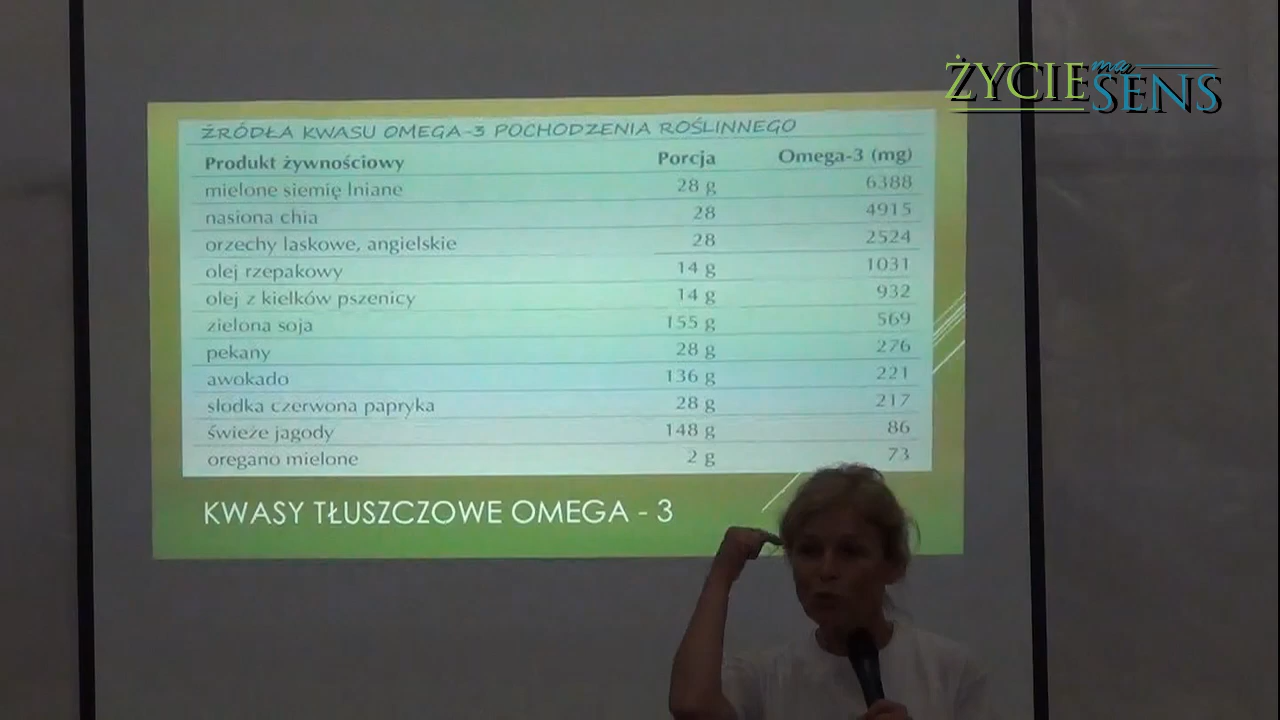 ŻYCIE ma SENS
ŹRÓDŁA KWASU OMEGA-3 POCHODZENIA ROŚLINNEGO
Produkt żywnościowy Porcja Omega-3 (mg)
mielone siemię lniane 28 g 6388
nasiona chia 28 4915
orzechy laskowe, angielskie 28 2524
olej rzepakowy 14 g 1031
olej z kiełków pszenicy 14 g 932
zielona soja 155 g 569
pekany 28 g 276
awokado 136 g 221
słodka czerwona papryka 28 g 217
świeże jagody 148 g 86
oregano mielone 2 g 73
KWASY TŁUSZCZOWE OMEGA - 3